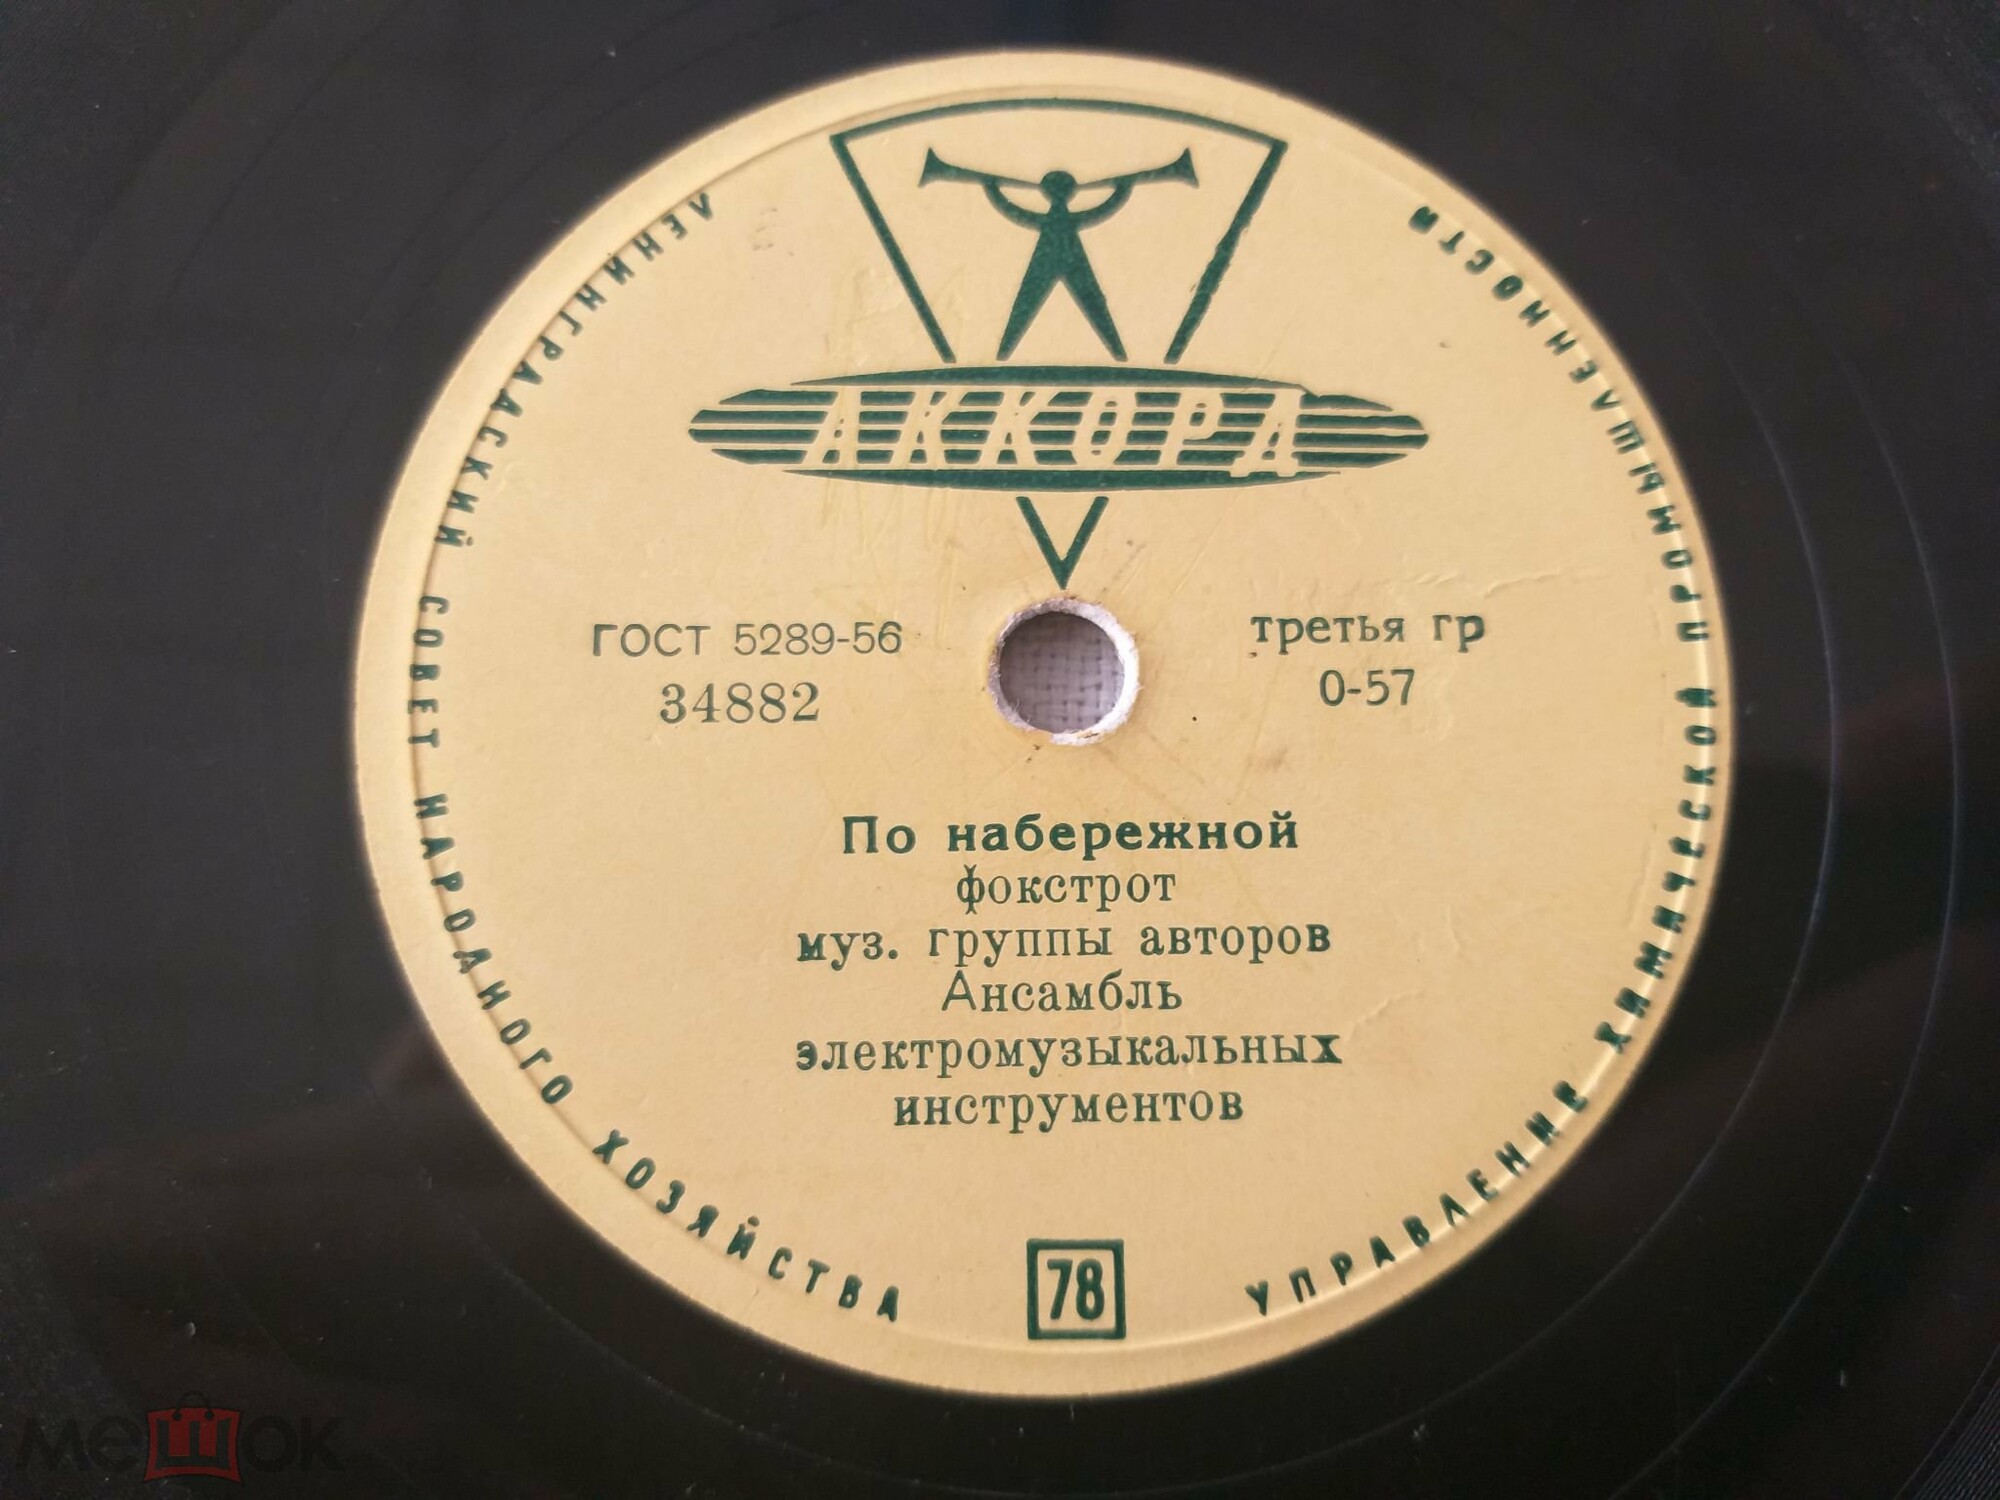 АККОРД
ГОСТ 5289-56
34882
третья гр
0-57
По набережной
фокстрот
муз. группы авторов
Ансамбль
электромузыкальных
инструментов
78
ЛЕНИНГРАДСКИЙ СОВЕТ НАРОДНОГО ХОЗЯЙСТВА
УПРАВЛЕНИЕ ХИМИЧЕСКОЙ ПРОМЫШЛЕННОСТИ
мешок